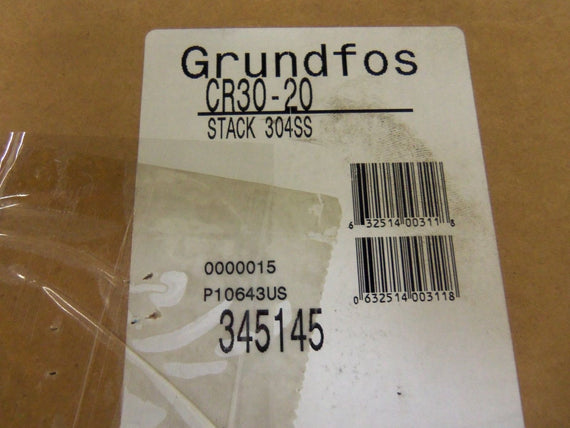 Grundfos
CR30-20
STACK 304SS
6 32514 00311 8
0 632514 003118
0000015
P10643US
345145